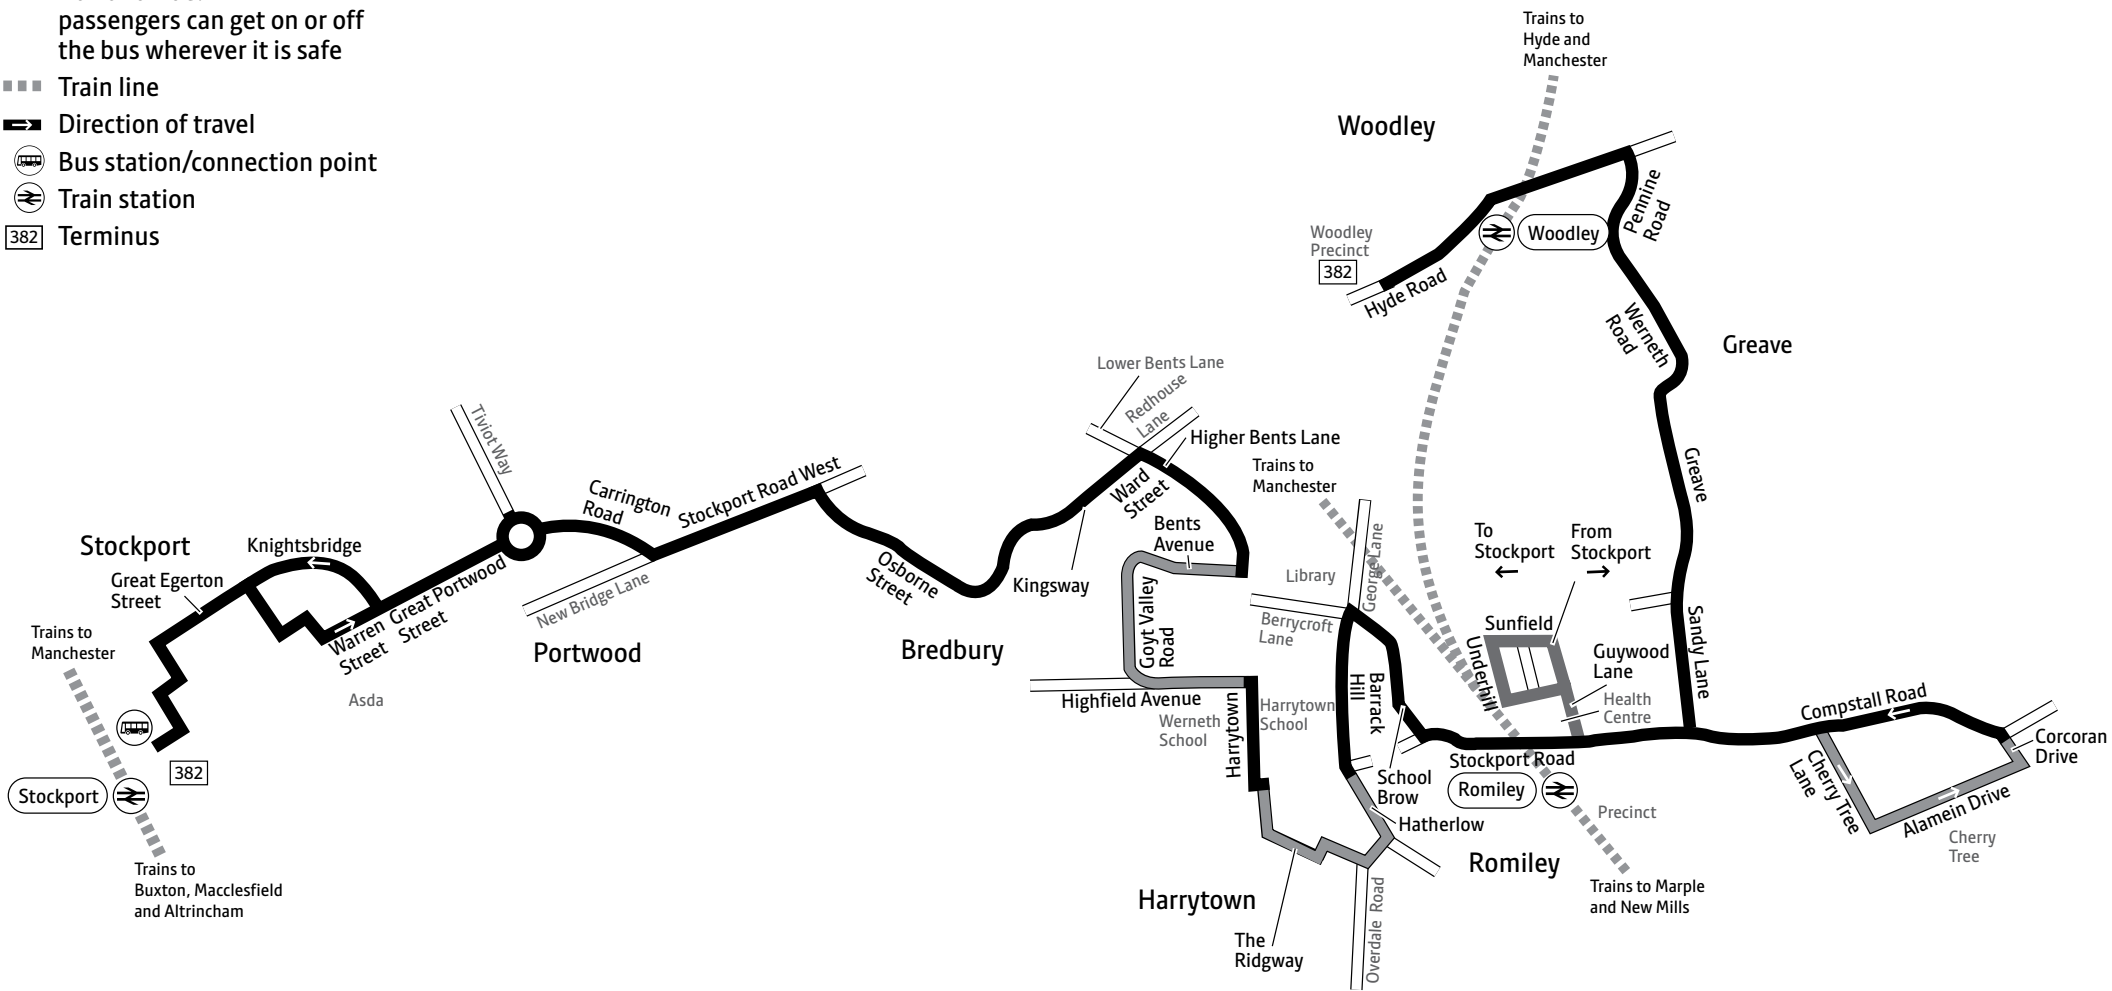 passengers can get on or off
the bus wherever it is safe
Train line
Direction of travel
Bus station/connection point
Train station
382 Terminus
Trains to
Hyde and
Manchester
Woodley
Pennine
Road
Woodley
Precinct
382
Woodley
Hyde Road
Werneth
Road
Greave
Lower Bents Lane
Redhouse
Lane
Higher Bents Lane
Tiviot Way
Trains to
Manchester
Greave
Carrington
Road
Stockport Road West
Ward
Street
Bents
Avenue
George Lane
To
Stockport
From
Stockport
Stockport
Knightsbridge
Great Egerton
Street
Warren
Street
Great Portwood
Street
New Bridge Lane
Portwood
Osborne
Street
Bredbury
Kingsway
Library
Berrycroft
Lane
Goyt Valley
Road
Sunfield
Underhill
Guywood
Lane
Sandy Lane
Health
Centre
Trains to
Manchester
Asda
Highfield Avenue
Werneth
School
Harrytown
Harrytown
School
Barrack
Hill
Compstall Road
Corcoran
Drive
Cherry Tree
Lane
Alamein Drive
Cherry
Tree
382
Stockport
School
Brow
Stockport Road
Romiley
Precinct
Hatherlow
Romiley
Trains to
Buxton, Macclesfield
and Altrincham
Harrytown
The
Ridgway
Overdale Road
Trains to Marple
and New Mills